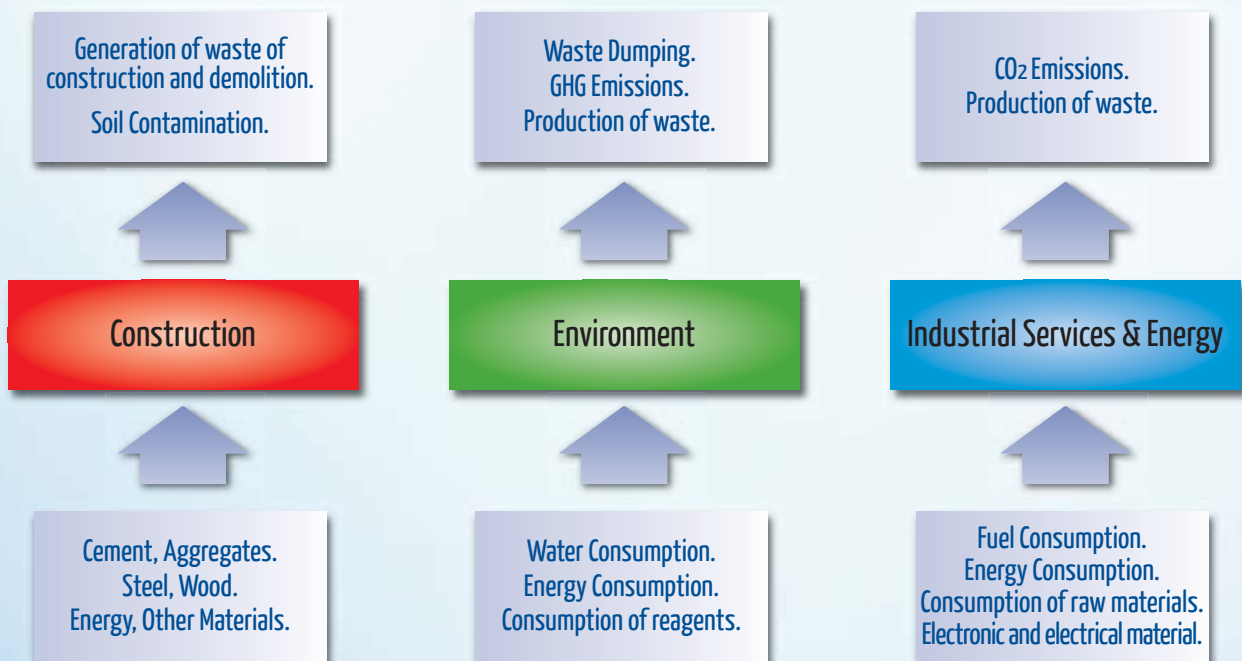 Generation of waste of
construction and demolition.
Soil Contamination.
Waste Dumping.
GHG Emissions.
Production of waste.
CO2 Emissions.
Production of waste.
Construction
Environment
Industrial Services & Energy
Cement, Aggregates.
Steel, Wood.
Energy, Other Materials.
Water Consumption.
Energy Consumption.
Consumption of reagents.
Fuel Consumption.
Energy Consumption.
Consumption of raw materials.
Electronic and electrical material.